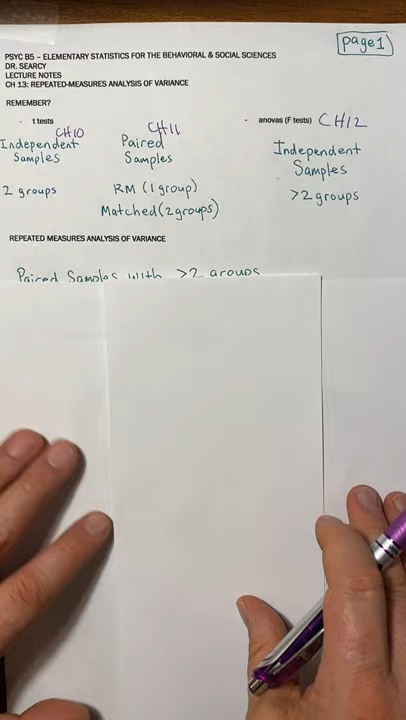 page 1
PSYC B5 – ELEMENTARY STATISTICS FOR THE BEHAVIORAL & SOCIAL SCIENCES
DR. SEARCY
LECTURE NOTES
CH 13: REPEATED-MEASURES ANALYSIS OF VARIANCE
REMEMBER?
- t tests
CH10
Independent Samples
2 groups
CH11
Paired Samples
RM (1 group)
Matched (2 groups)
- anovas (F tests) CH12
Independent Samples
>2 groups
REPEATED MEASURES ANALYSIS OF VARIANCE
Paired Samples with >2 groups